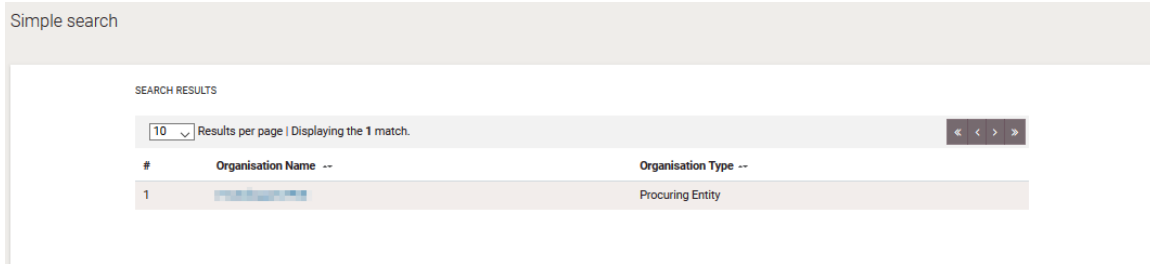 Simple search
SEARCH RESULTS
10 Results per page | Displaying the 1 match.
« < > »
# Organisation Name Organisation Type
1 Procuring Entity